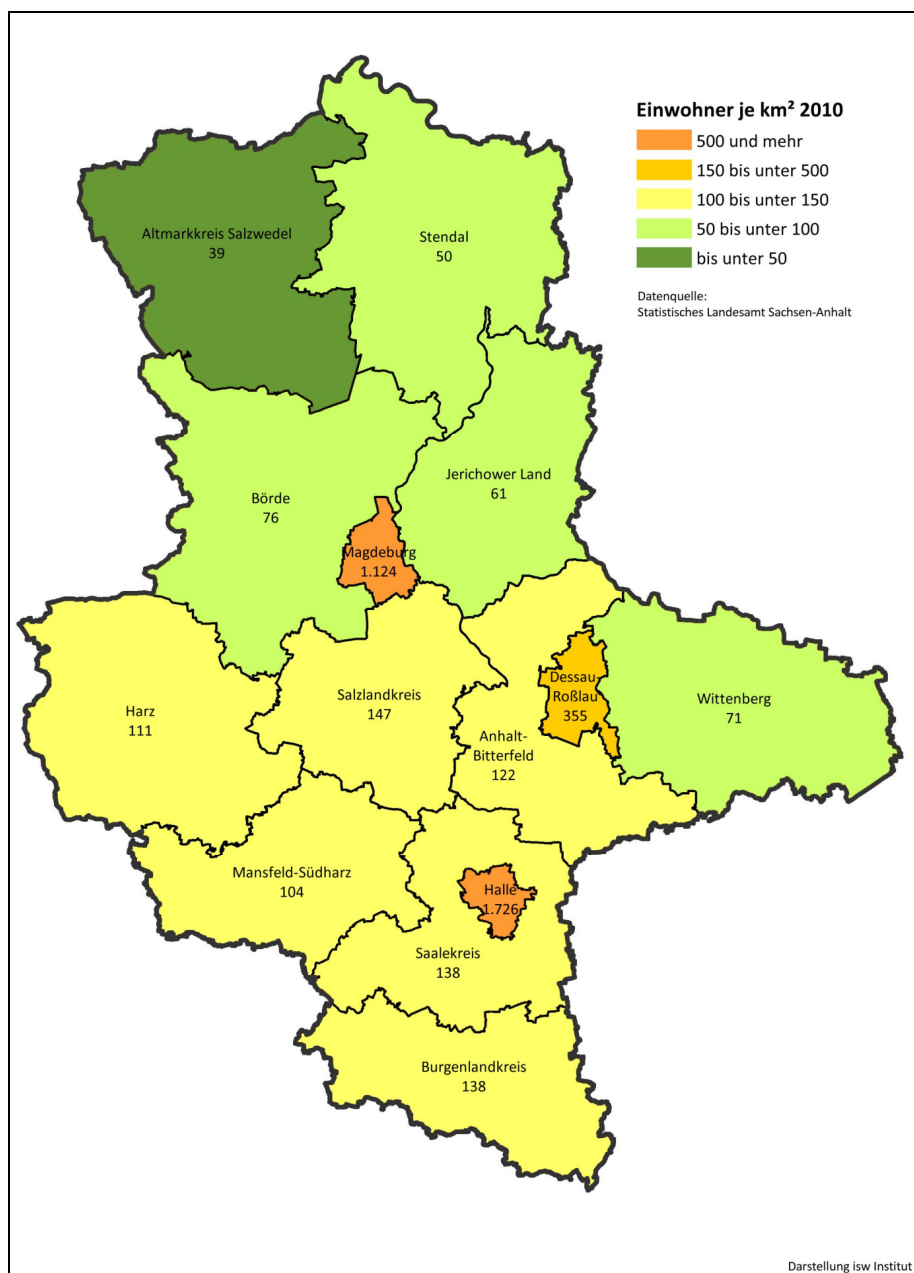 Einwohner je km² 2010
500 und mehr
150 bis unter 500
100 bis unter 150
50 bis unter 100
bis unter 50
Datenquelle:
Statistisches Landesamt Sachsen-Anhalt
Altmarkkreis Salzwedel
39
Stendal
50
Jerichower Land
61
Börde
76
Magdeburg
1.124
Dessau-
Roßlau
355
Wittenberg
71
Salzlandkreis
147
Harz
111
Anhalt-
Bitterfeld
122
Mansfeld-Südharz
104
Halle
1.726
Saalekreis
138
Burgenlandkreis
138
Darstellung isw Institut